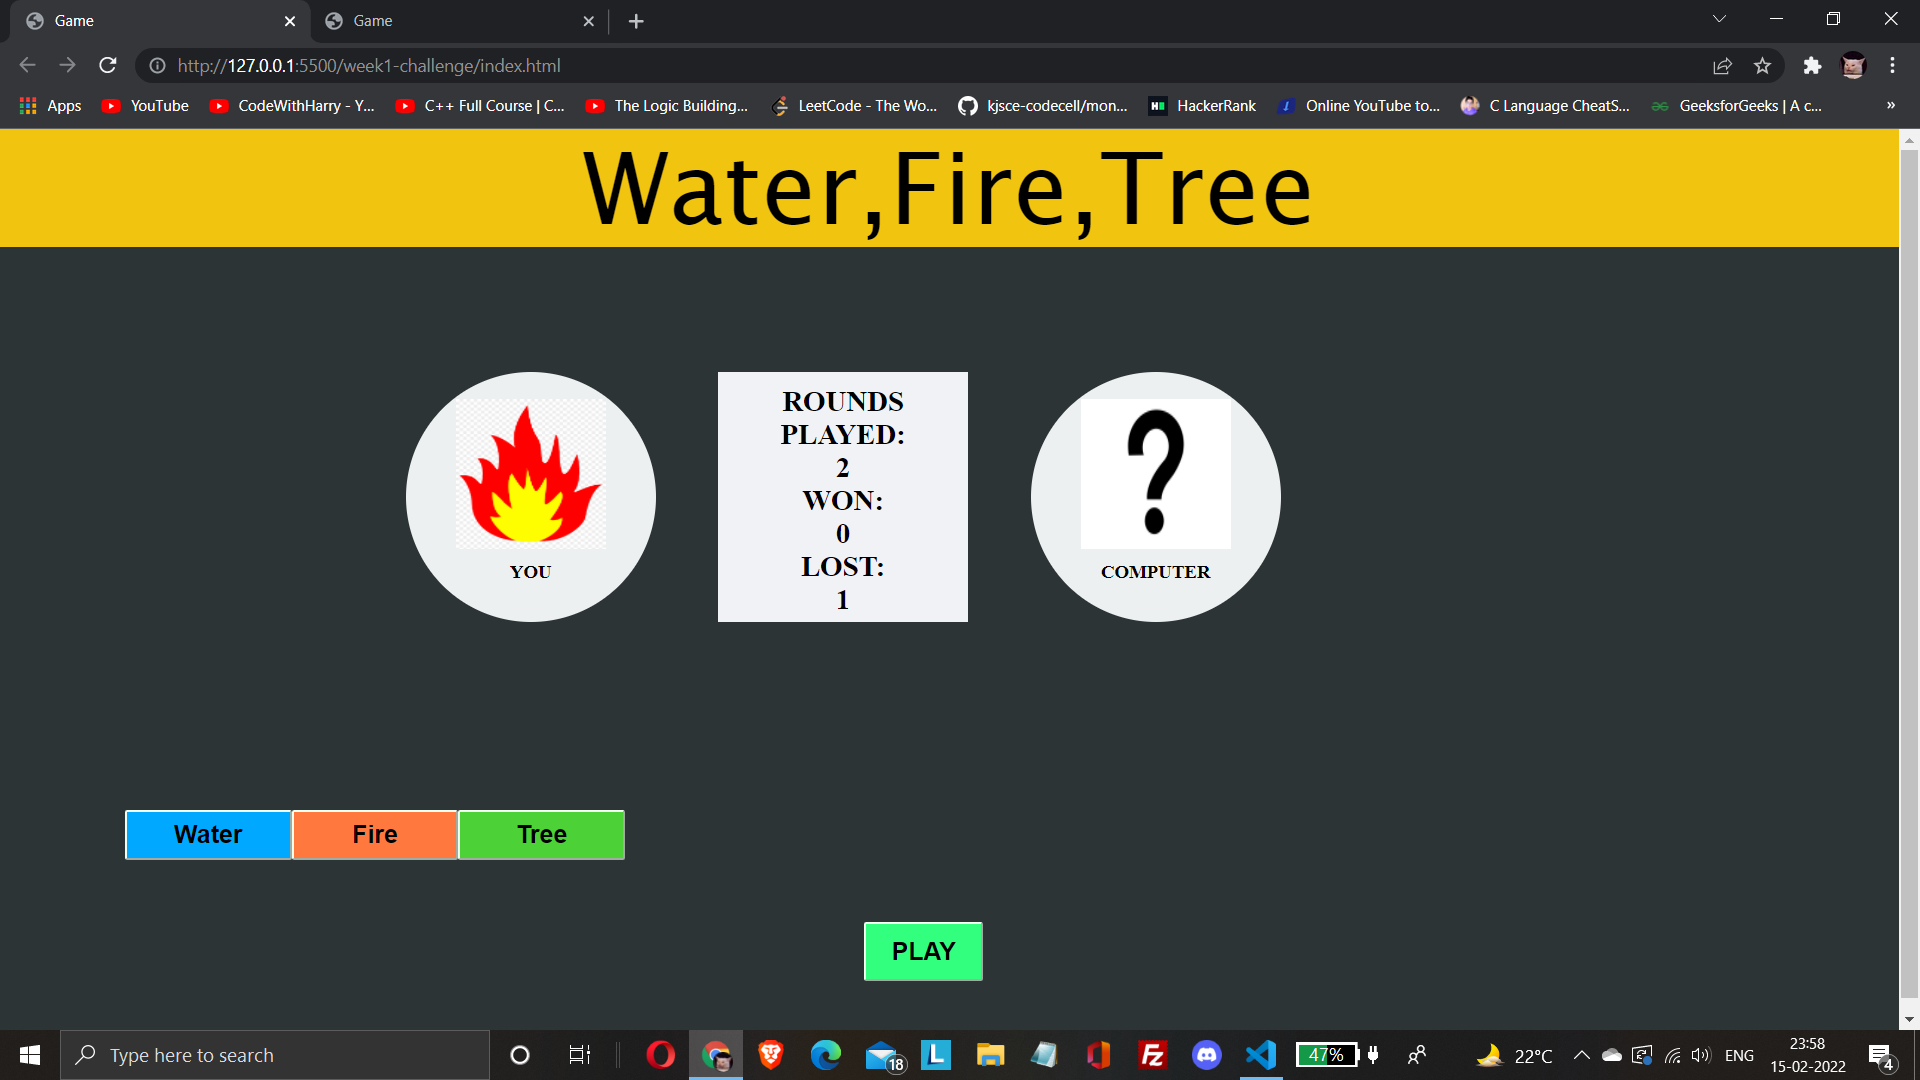 Game
Game
http://127.0.0.1:5500/week1-challenge/index.html
Apps YouTube CodeWithHarry - Y... C++ Full Course | C... The Logic Building... LeetCode - The Wo... kjsce-codecell/mon... HackerRank Online YouTube to... C Language CheatS... GeeksforGeeks | A c... »
Water,Fire,Tree
YOU
ROUNDS
PLAYED:
2
WON:
0
LOST:
1
?
COMPUTER
Water Fire Tree
PLAY
Type here to search
18
L
Fz
47%
22°C
ENG
23:58
15-02-2022
4